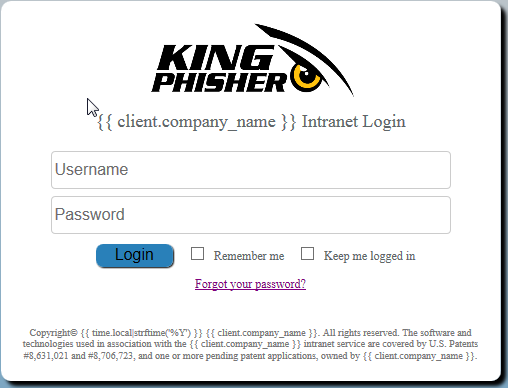 KING
PHISHER
{{ client.company_name }} Intranet Login
Username
Password
Login Remember me Keep me logged in
Forgot your password?
Copyright© {{ time.local|strftime('%Y') }} {{ client.company_name }}. All rights reserved. The software and
technologies used in association with the {{ client.company_name }} intranet service are covered by U.S. Patents
#8,631,021 and #8,706,723, and one or more pending patent applications, owned by {{ client.company_name }}.